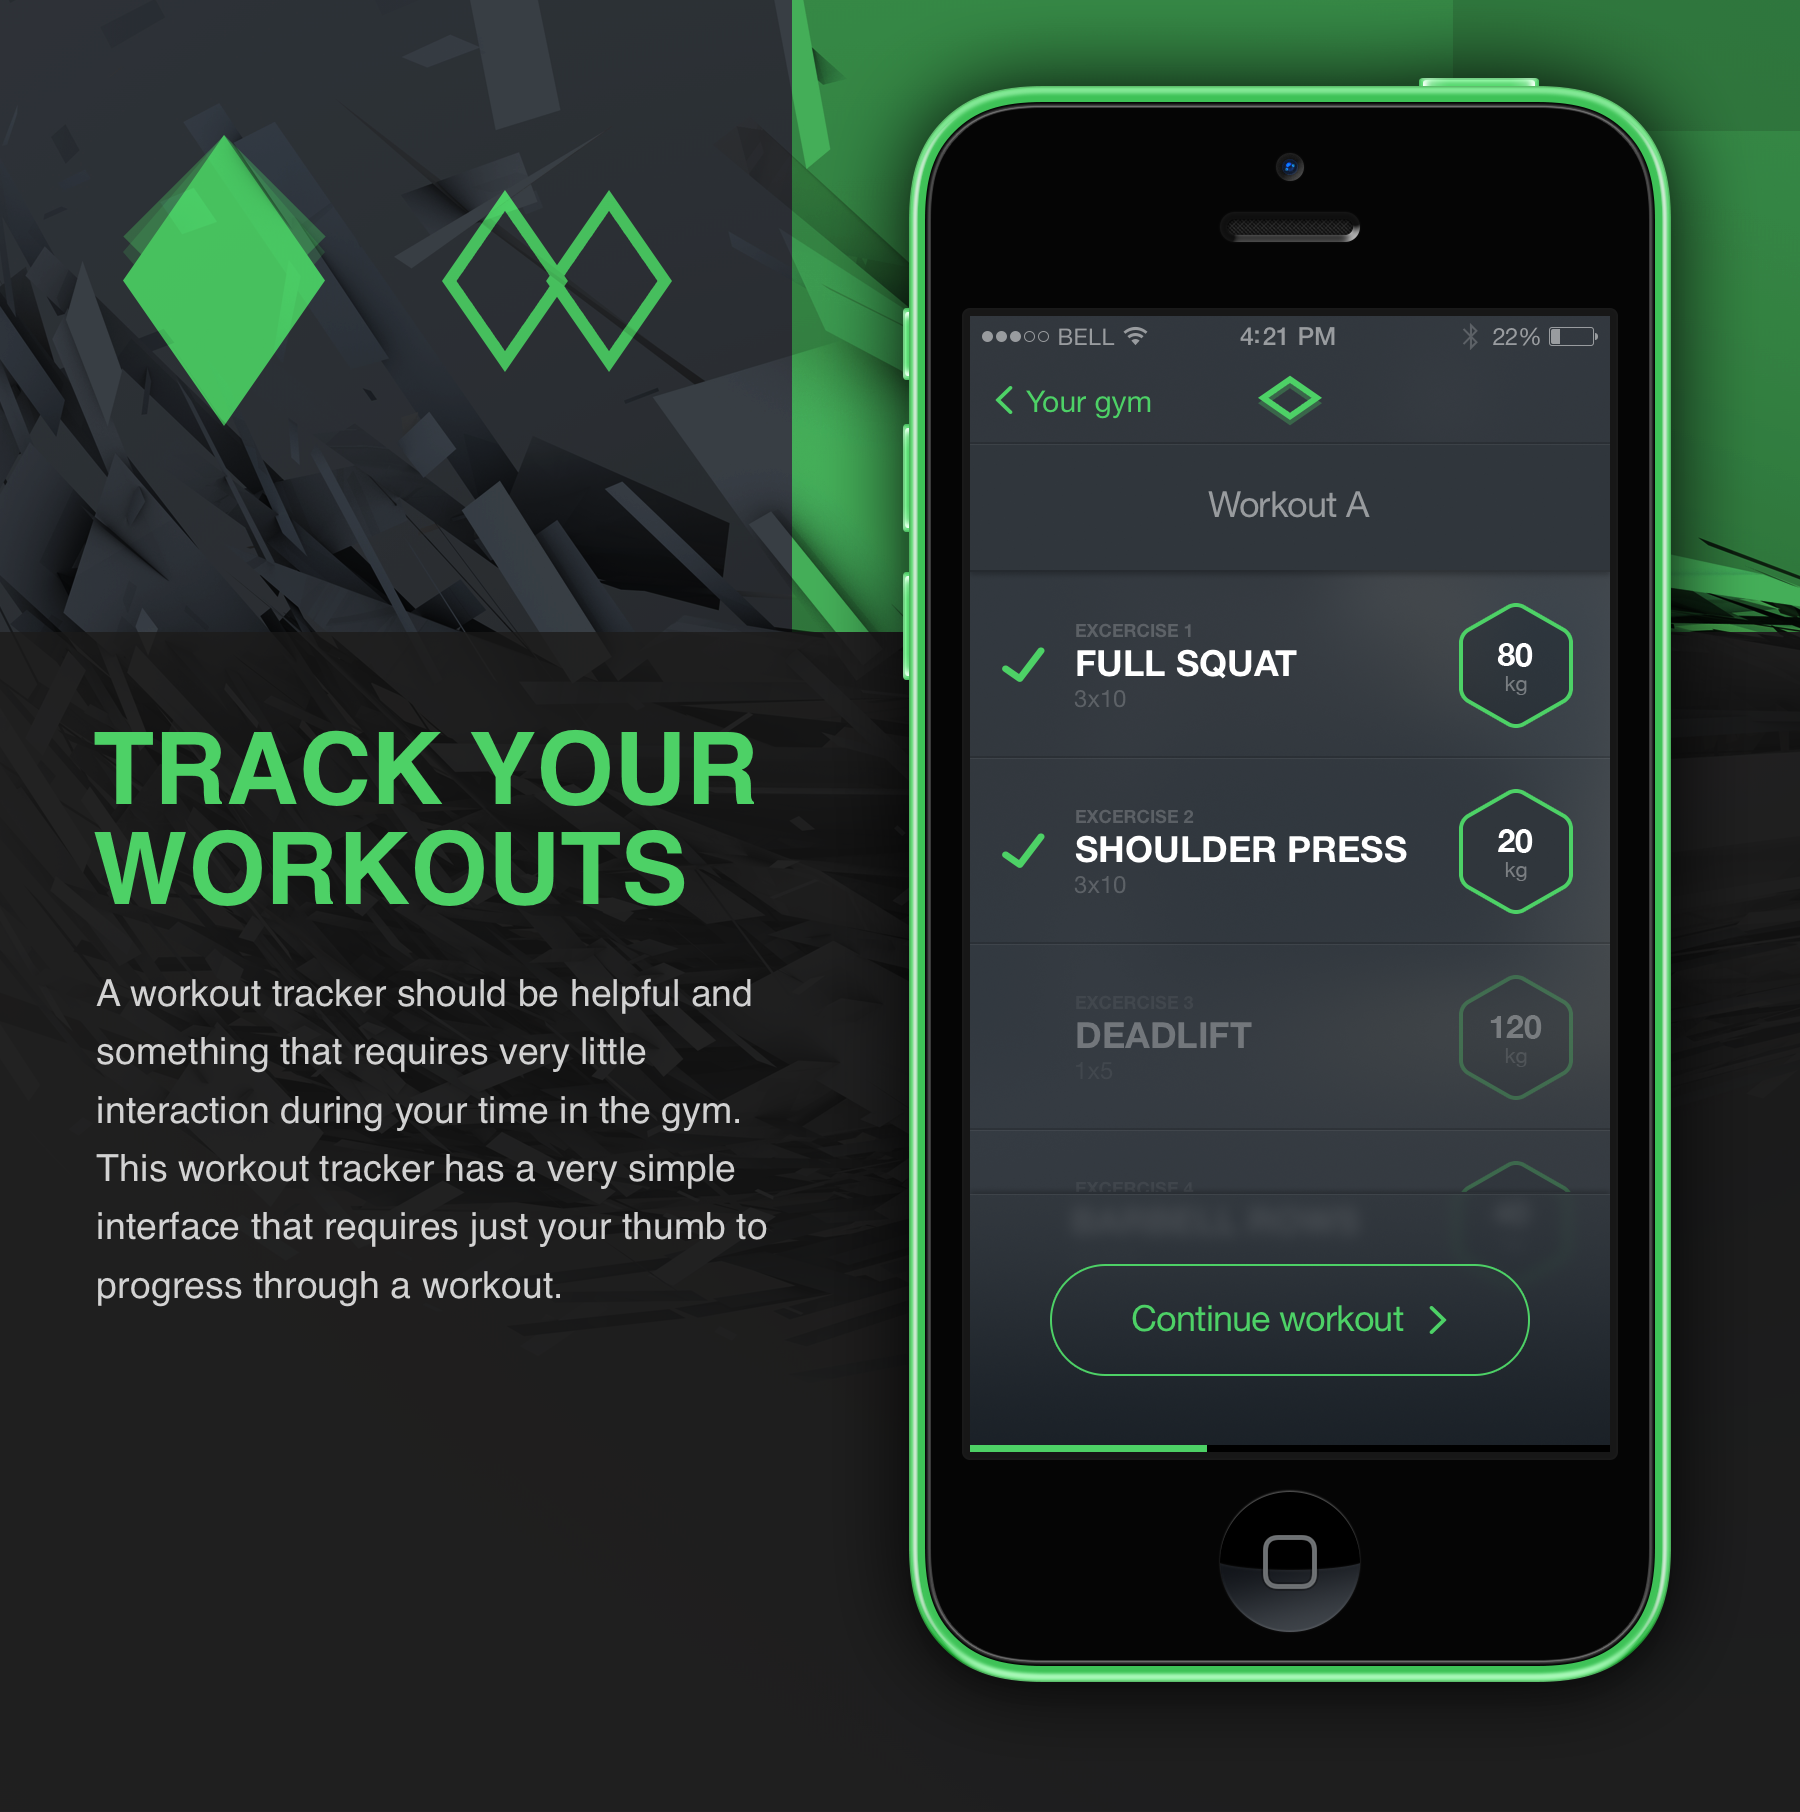 TRACK YOUR
WORKOUTS
A workout tracker should be helpful and
something that requires very little
interaction during your time in the gym.
This workout tracker has a very simple
interface that requires just your thumb to
progress through a workout.
BELL 4:21 PM 22%
Your gym
Workout A
EXCERCISE 1
FULL SQUAT
3x10
80
kg
EXCERCISE 2
SHOULDER PRESS
3x10
20
kg
EXCERCISE 3
DEADLIFT
1x5
120
kg
EXCERCISE 4
BARBELL ROWS
Continue workout